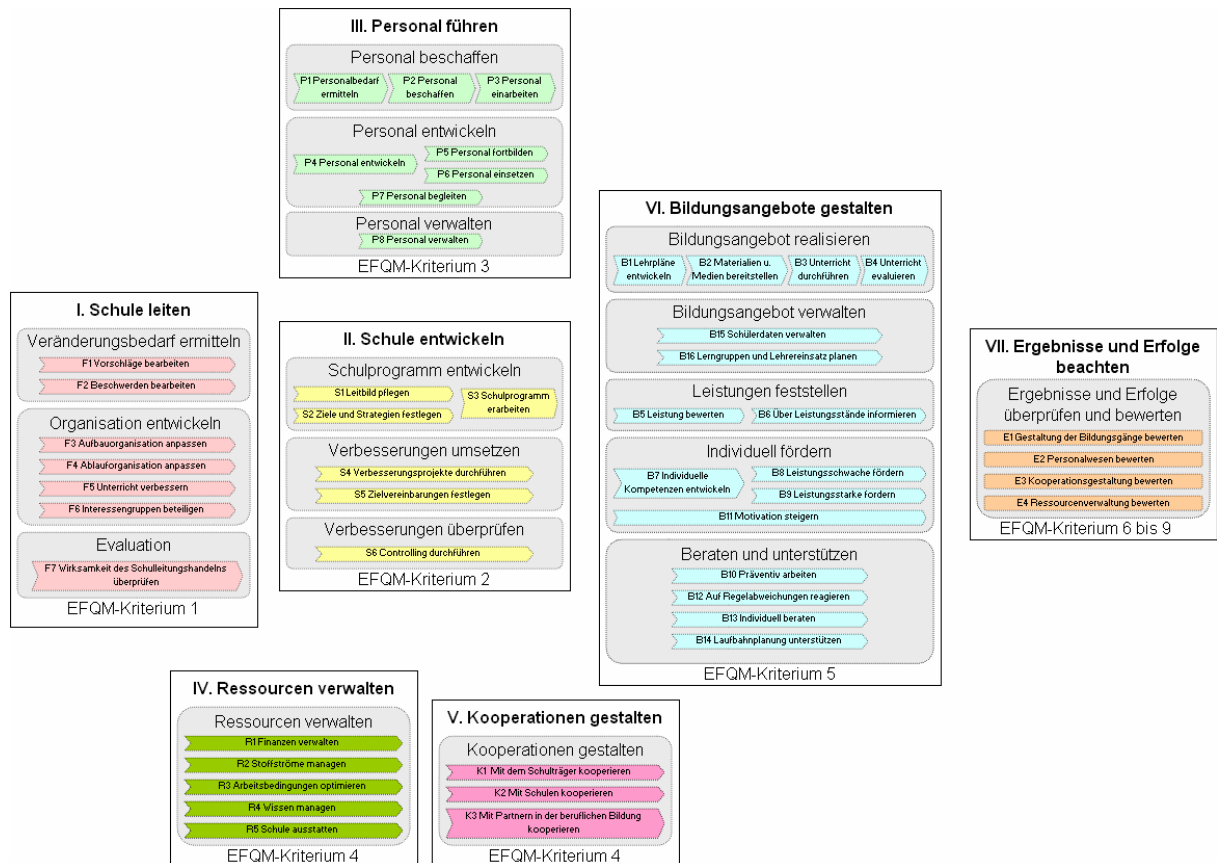 III. Personal führen
Personal beschaffen
P1 Personalbedarf
ermitteln
P2 Personal
beschaffen
P3 Personal
einarbeiten
Personal entwickeln
P4 Personal entwickeln
P5 Personal fortbilden
P6 Personal einsetzen
P7 Personal begleiten
Personal verwalten
P8 Personal verwalten
EFQM-Kriterium 3
I. Schule leiten
Veränderungsbedarf ermitteln
F1 Vorschläge bearbeiten
F2 Beschwerden bearbeiten
Organisation entwickeln
F3 Aufbauorganisation anpassen
F4 Ablauforganisation anpassen
F5 Unterricht verbessern
F6 Interessengruppen beteiligen
Evaluation
F7 Wirksamkeit des Schulleitungshandelns
überprüfen
EFQM-Kriterium 1
II. Schule entwickeln
Schulprogramm entwickeln
S1 Leitbild pflegen
S2 Ziele und Strategien festlegen
S3 Schulprogramm
erarbeiten
Verbesserungen umsetzen
S4 Verbesserungsprojekte durchführen
S5 Zielvereinbarungen festlegen
Verbesserungen überprüfen
S6 Controlling durchführen
EFQM-Kriterium 2
VI. Bildungsangebote gestalten
Bildungsangebot realisieren
B1 Lehrpläne
entwickeln
B2 Materialien u.
Medien bereitstellen
B3 Unterricht
durchführen
B4 Unterricht
evaluieren
Bildungsangebot verwalten
B15 Schülerdaten verwalten
B16 Lerngruppen und Lehrereinsatz planen
Leistungen feststellen
B5 Leistung bewerten
B6 Über Leistungsstände informieren
Individuell fördern
B7 Individuelle
Kompetenzen entwickeln
B8 Leistungsschwache fördern
B9 Leistungsstarke fordern
B11 Motivation steigern
Beraten und unterstützen
B10 Präventiv arbeiten
B12 Auf Regelabweichungen reagieren
B13 Individuell beraten
B14 Laufbahnplanung unterstützen
EFQM-Kriterium 5
VII. Ergebnisse und Erfolge
beachten
Ergebnisse und Erfolge
überprüfen und bewerten
E1 Gestaltung der Bildungsgänge bewerten
E2 Personalwesen bewerten
E3 Kooperationsgestaltung bewerten
E4 Ressourcenverwaltung bewerten
EFQM-Kriterium 6 bis 9
IV. Ressourcen verwalten
Ressourcen verwalten
R1 Finanzen verwalten
R2 Stoffströme managen
R3 Arbeitsbedingungen optimieren
R4 Wissen managen
R5 Schule ausstatten
EFQM-Kriterium 4
V. Kooperationen gestalten
Kooperationen gestalten
K1 Mit dem Schulträger kooperieren
K2 Mit Schulen kooperieren
K3 Mit Partnern in der beruflichen Bildung
kooperieren
EFQM-Kriterium 4